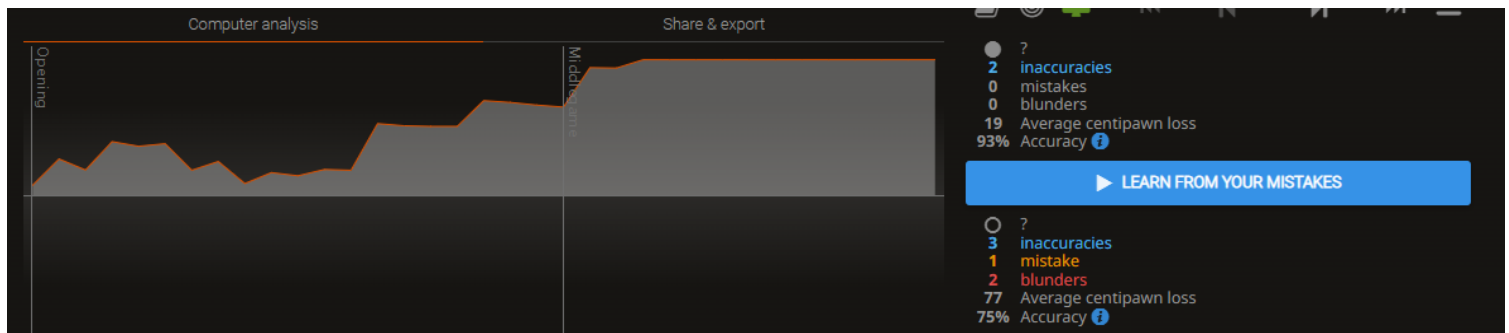 Computer analysis
Share & export
Opening
Middlegame
?
2 inaccuracies
0 mistakes
0 blunders
19 Average centipawn loss
93% Accuracy
LEARN FROM YOUR MISTAKES
?
3 inaccuracies
1 mistake
2 blunders
77 Average centipawn loss
75% Accuracy